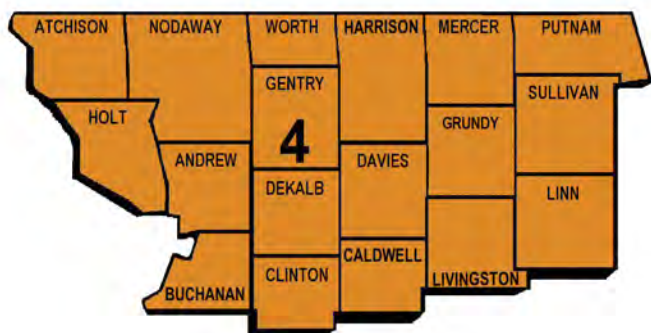 ATCHISON
NODAWAY
WORTH
HARRISON
MERCER
PUTNAM
GENTRY
SULLIVAN
HOLT
GRUNDY
4
ANDREW
DAVIES
DEKALB
LINN
CALDWELL
CLINTON
LIVINGSTON
BUCHANAN